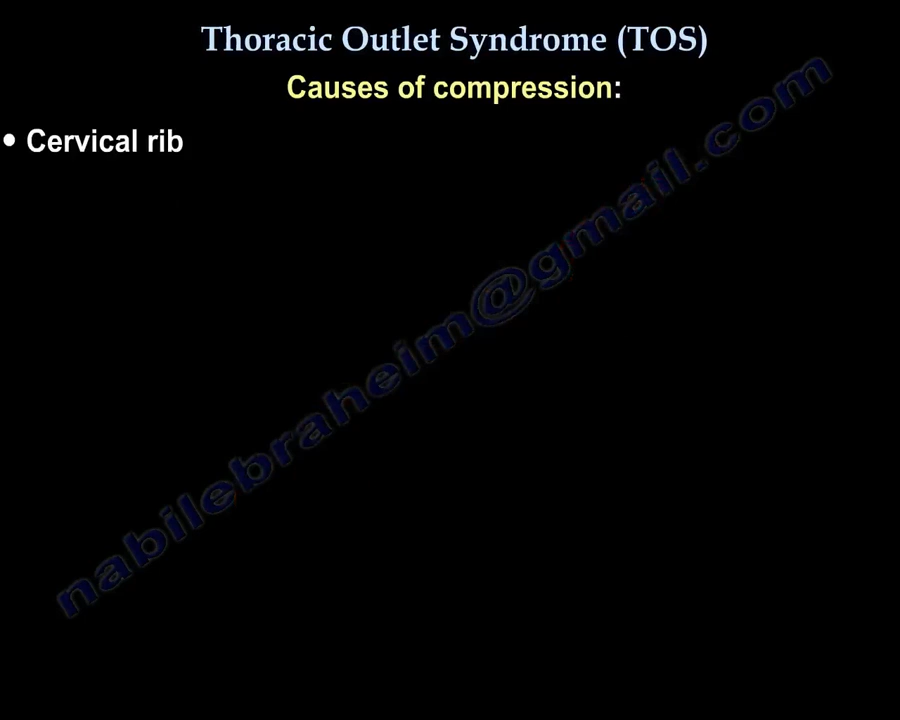 Thoracic Outlet Syndrome (TOS)
Causes of compression:
• Cervical rib
nabilebraheim@gmail.com